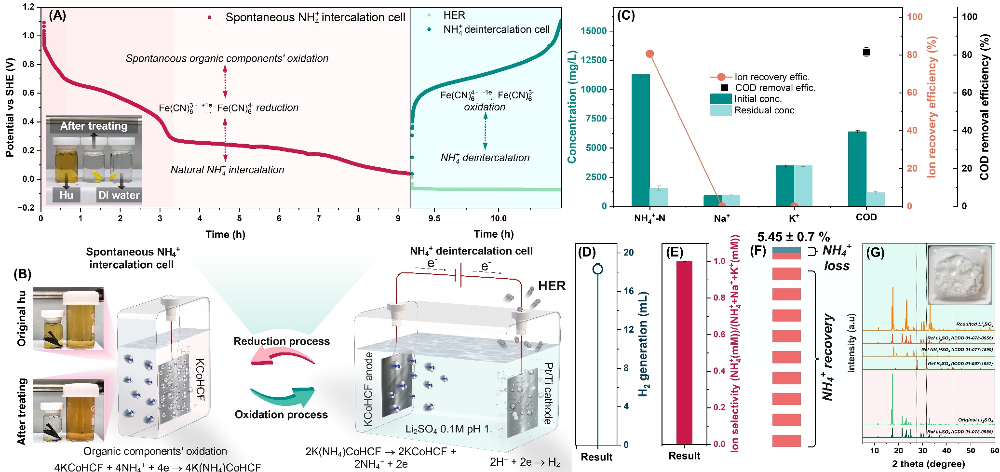 (A)
Spontaneous NH₄⁺ intercalation cell
HER
NH₄⁺ deintercalation cell
Potential vs SHE (V)
1.2
1.0
0.8
0.6
0.4
0.2
0.0
−0.2
Spontaneous organic components' oxidation
Fe(CN)₆³⁻ +1e → Fe(CN)₆⁴⁻ reduction
Natural NH₄⁺ intercalation
Fe(CN)₆⁴⁻ -1e → Fe(CN)₆³⁻
oxidation
NH₄⁺ deintercalation
After treating
Hu
DI water
0 1 2 3 4 5 6 7 8 9 9.5 10.0
Time (h)
Time (h)
(C)
Concentration (mg/L)
15000
12500
10000
7500
5000
2500
0
Ion recovery effic.
COD removal effic.
Initial conc.
Residual conc.
NH₄⁺-N Na⁺ K⁺ COD
100
80
60
40
20
0
Ion recovery efficiency (%)
100
80
60
40
20
0
COD removal efficiency (%)
(B)
Spontaneous NH₄⁺
intercalation cell
Original hu
After treating
KCoHCF
Organic components' oxidation
4KCoHCF + 4NH₄⁺ + 4e → 4K(NH₄)CoHCF
Reduction process
Oxidation process
NH₄⁺ deintercalation cell
e⁻
e⁻
HER
KCoHCF anode
Pt/Ti cathode
Li₂SO₄ 0.1M pH 1
2K(NH₄)CoHCF → 2KCoHCF +
2NH₄⁺ + 2e
2H⁺ + 2e → H₂
(D)
20
16
12
8
4
0
H₂ generation (mL)
Result
(E)
1.0
0.8
0.6
0.4
0.2
0.0
Ion selectivity (NH₄⁺(mM))/(NH₄⁺+Na⁺+K⁺(mM))
Result
5.45 ± 0.7 %
(F)
NH₄⁺
loss
NH₄⁺ recovery
(G)
Intensity (a.u)
Resulted Li₂SO₄
Ref Li₂SO₄ (ICDD 01-078-0955)
Ref NH₄HSO₄ (ICDD 01-077-1899)
Ref K₂SO₄ (ICDD 01-087-1987)
Original Li₂SO₄
Ref Li₂SO₄ (ICDD 01-078-0955)
10 20 30 40 50 60
2 theta (degree)